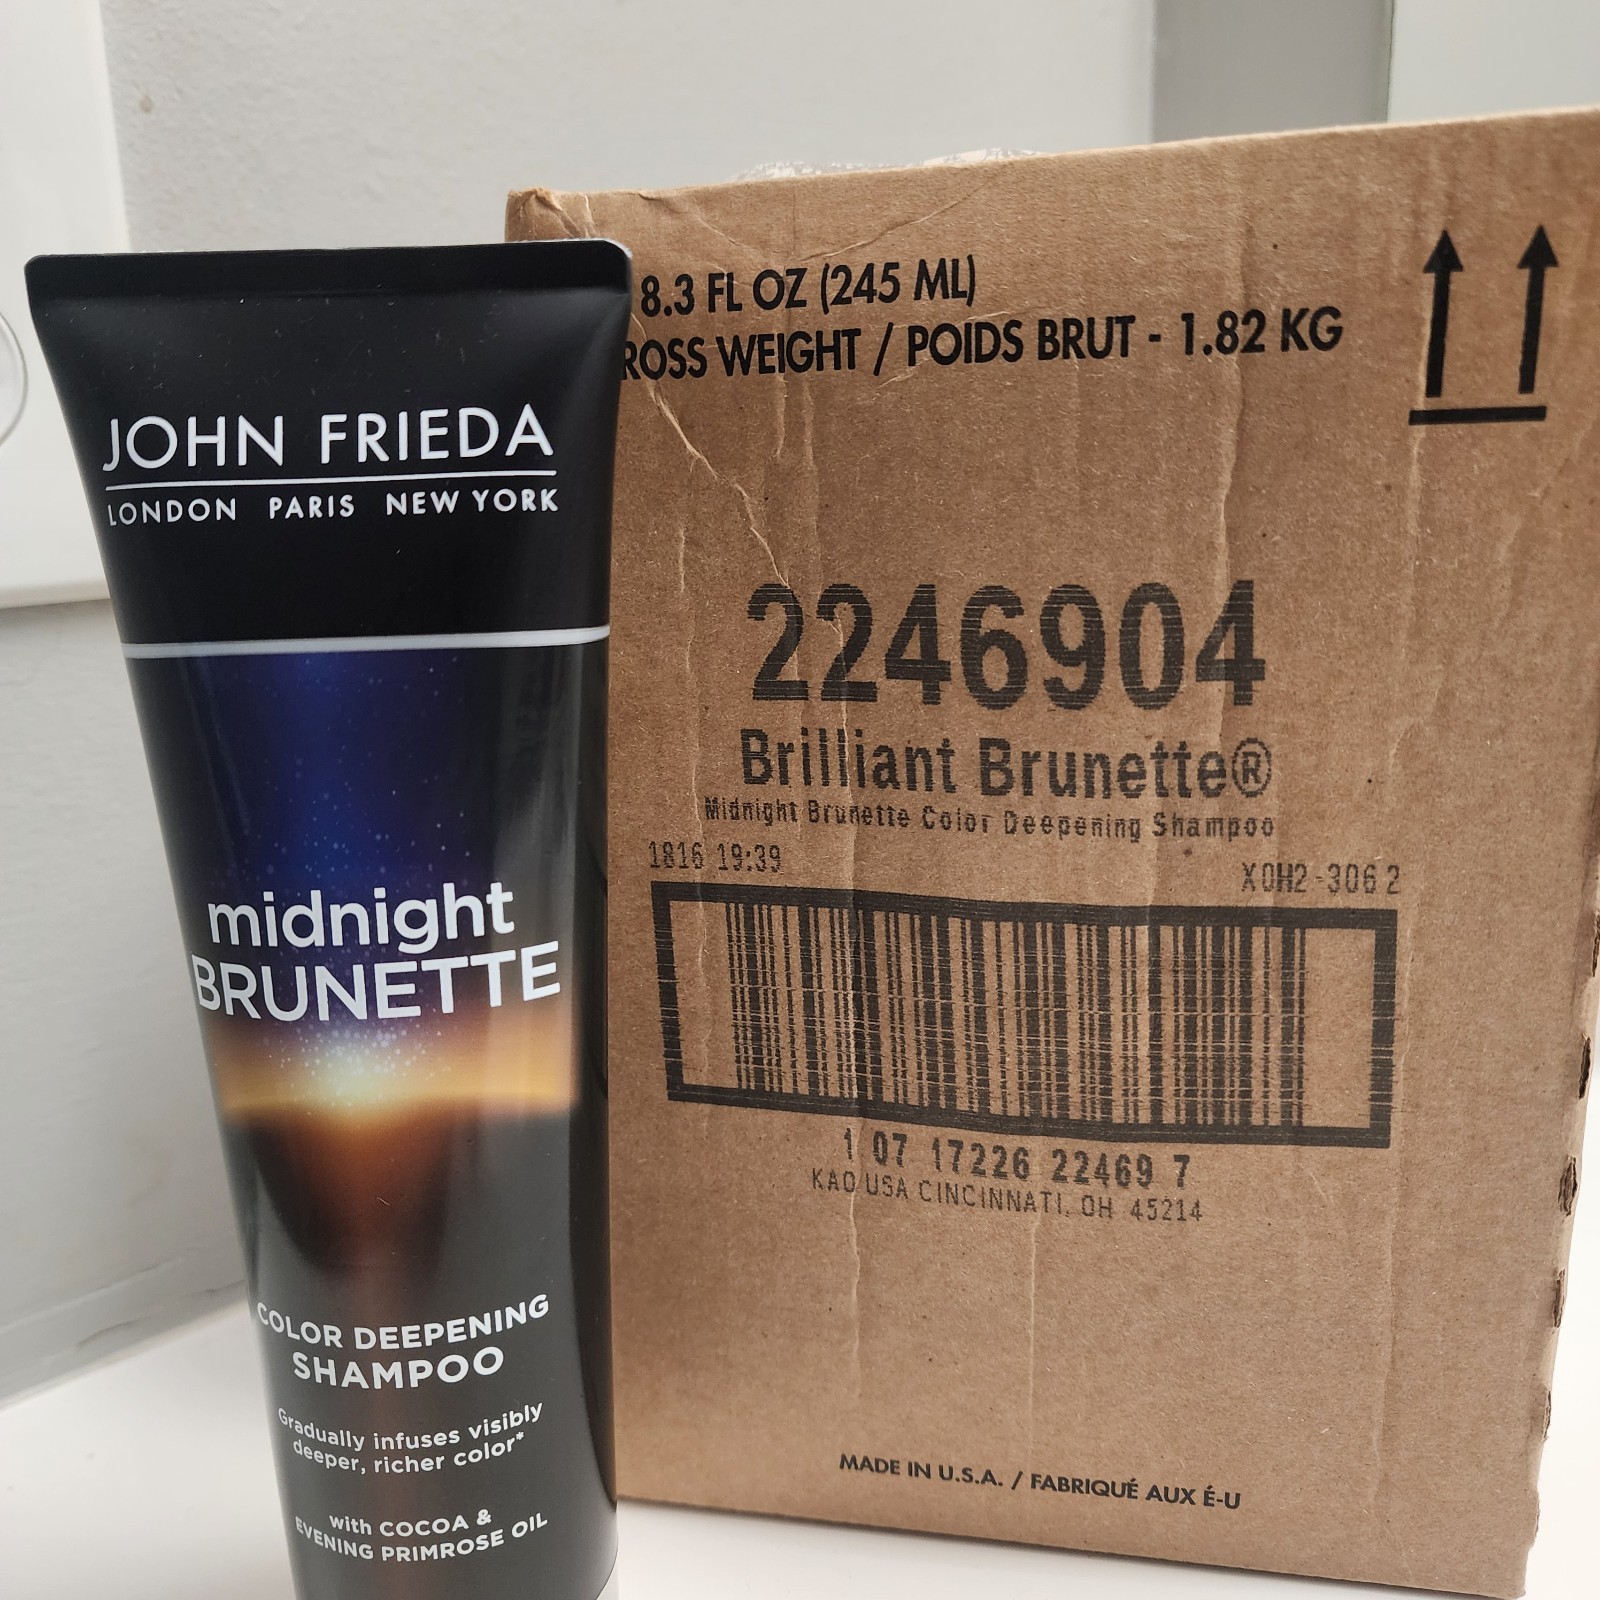 JOHN FRIEDA
LONDON PARIS NEW YORK
midnight
BRUNETTE
COLOR DEEPENING
SHAMPOO
Gradually infuses visibly
deeper, richer color*
with COCOA &
EVENING PRIMROSE OIL
8.3 FL OZ (245 ML)
ROSS WEIGHT / POIDS BRUT - 1.82 KG
2246904
Brilliant Brunette®
Midnight Brunette Color Deepening Shampoo
1816 19:39
X0H2-306 2
1 07 17226 22469 7
KAO USA CINCINNATI, OH 45214
MADE IN U.S.A. / FABRIQUÉ AUX É-U